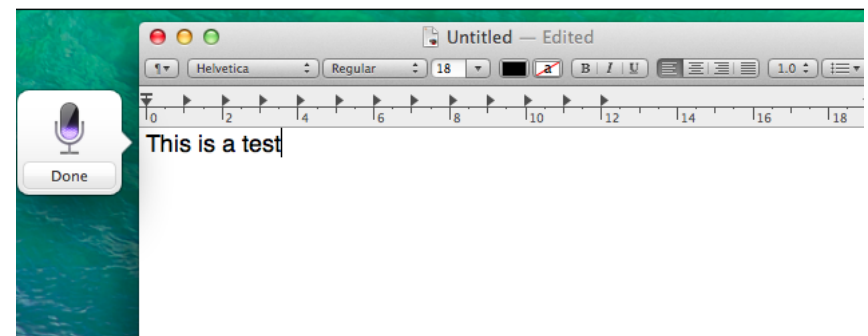 Untitled — Edited
¶ Helvetica Regular 18 a B I U 1.0
0 2 4 6 8 10 12 14 16 18
This is a test
Done